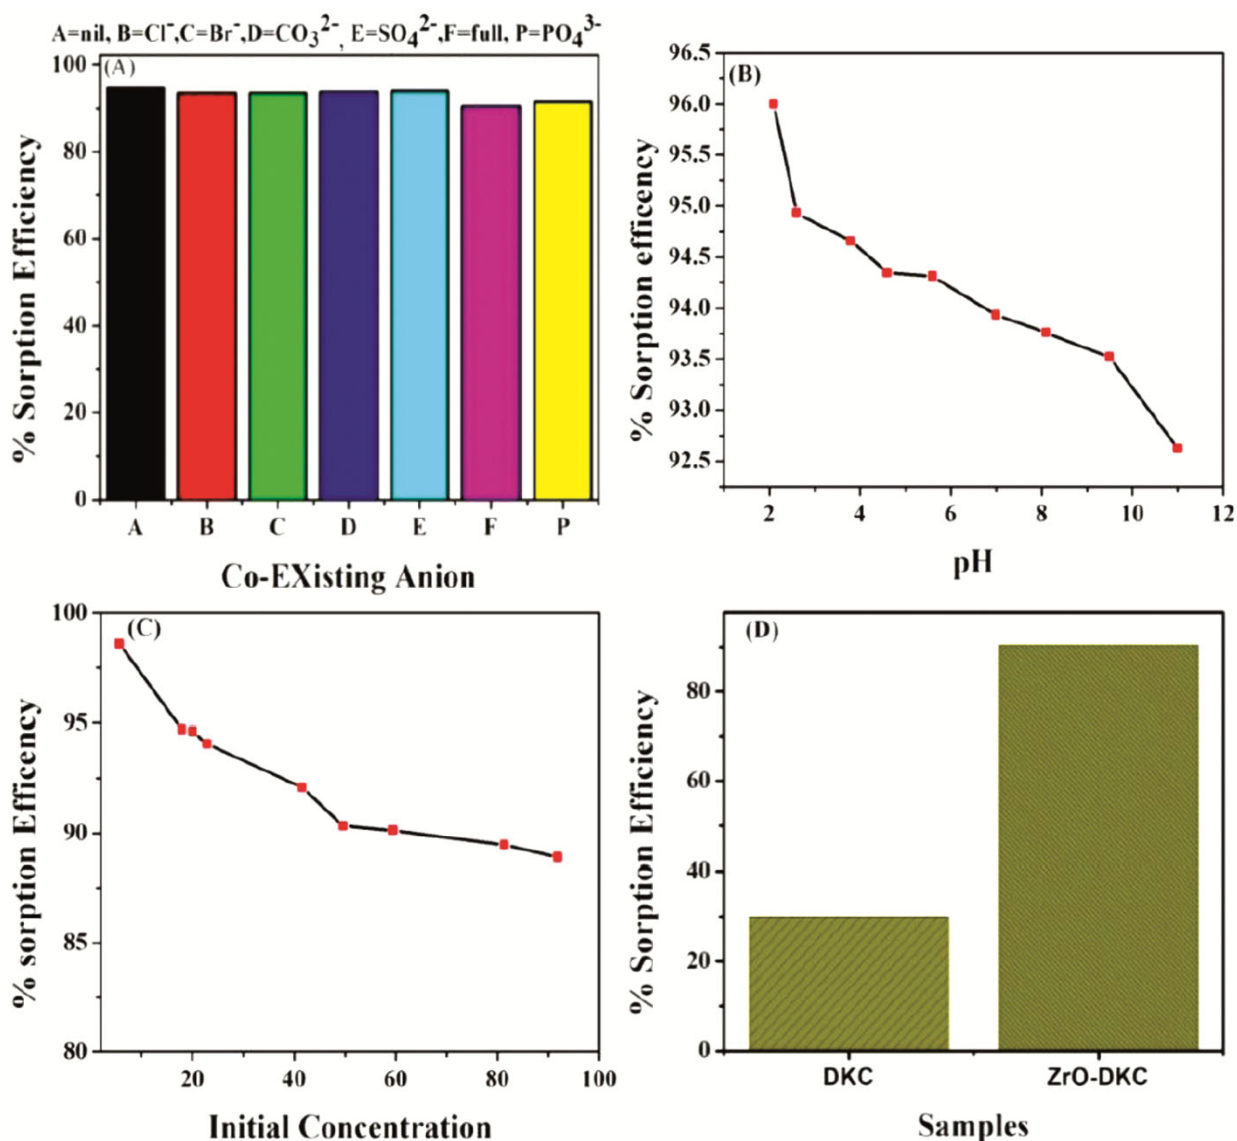 A=nil, B=Cl⁻,C=Br⁻,D=CO₃²⁻, E=SO₄²⁻,F=full, P=PO₄³⁻
(A)
% Sorption Efficiency
100
80
60
40
20
0
A B C D E F P
Co-EXisting Anion
(B)
% Sorption efficency
96.5
96.0
95.5
95.0
94.5
94.0
93.5
93.0
92.5
2 4 6 8 10 12
pH
(C)
% sorption Efficency
100
95
90
85
80
20 40 60 80 100
Initial Concentration
(D)
% Sorption Efficiency
80
60
40
20
0
DKC ZrO-DKC
Samples